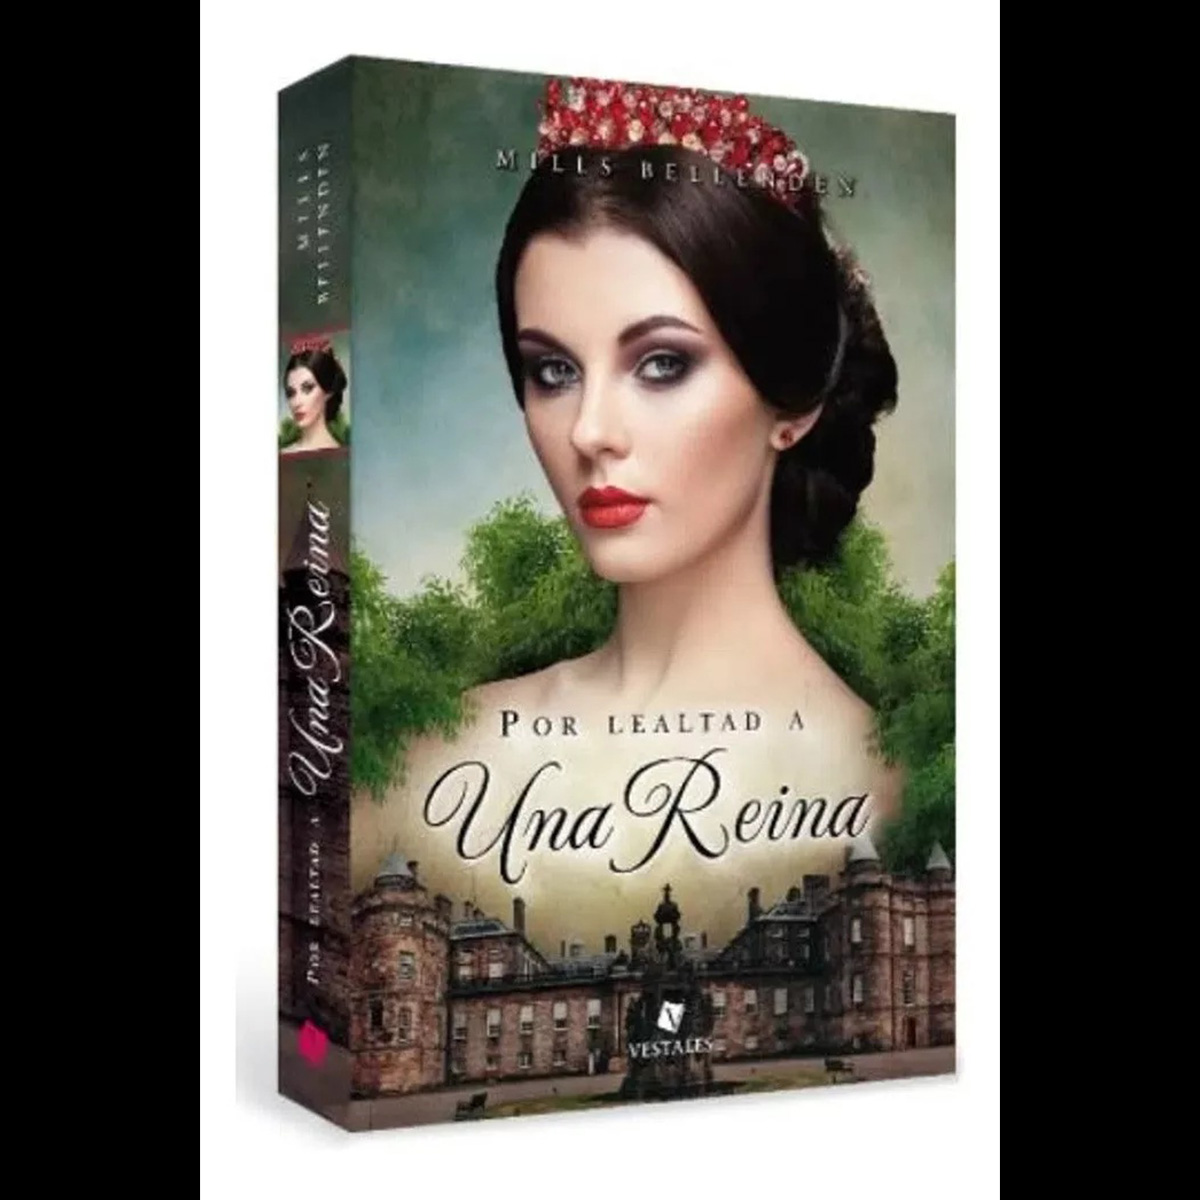 MILLS BELLENDEN
POR LEALTAD A
Una Reina
V
VESTALES
MILLS
BELLENDEN
POR LEALTAD A Una Reina